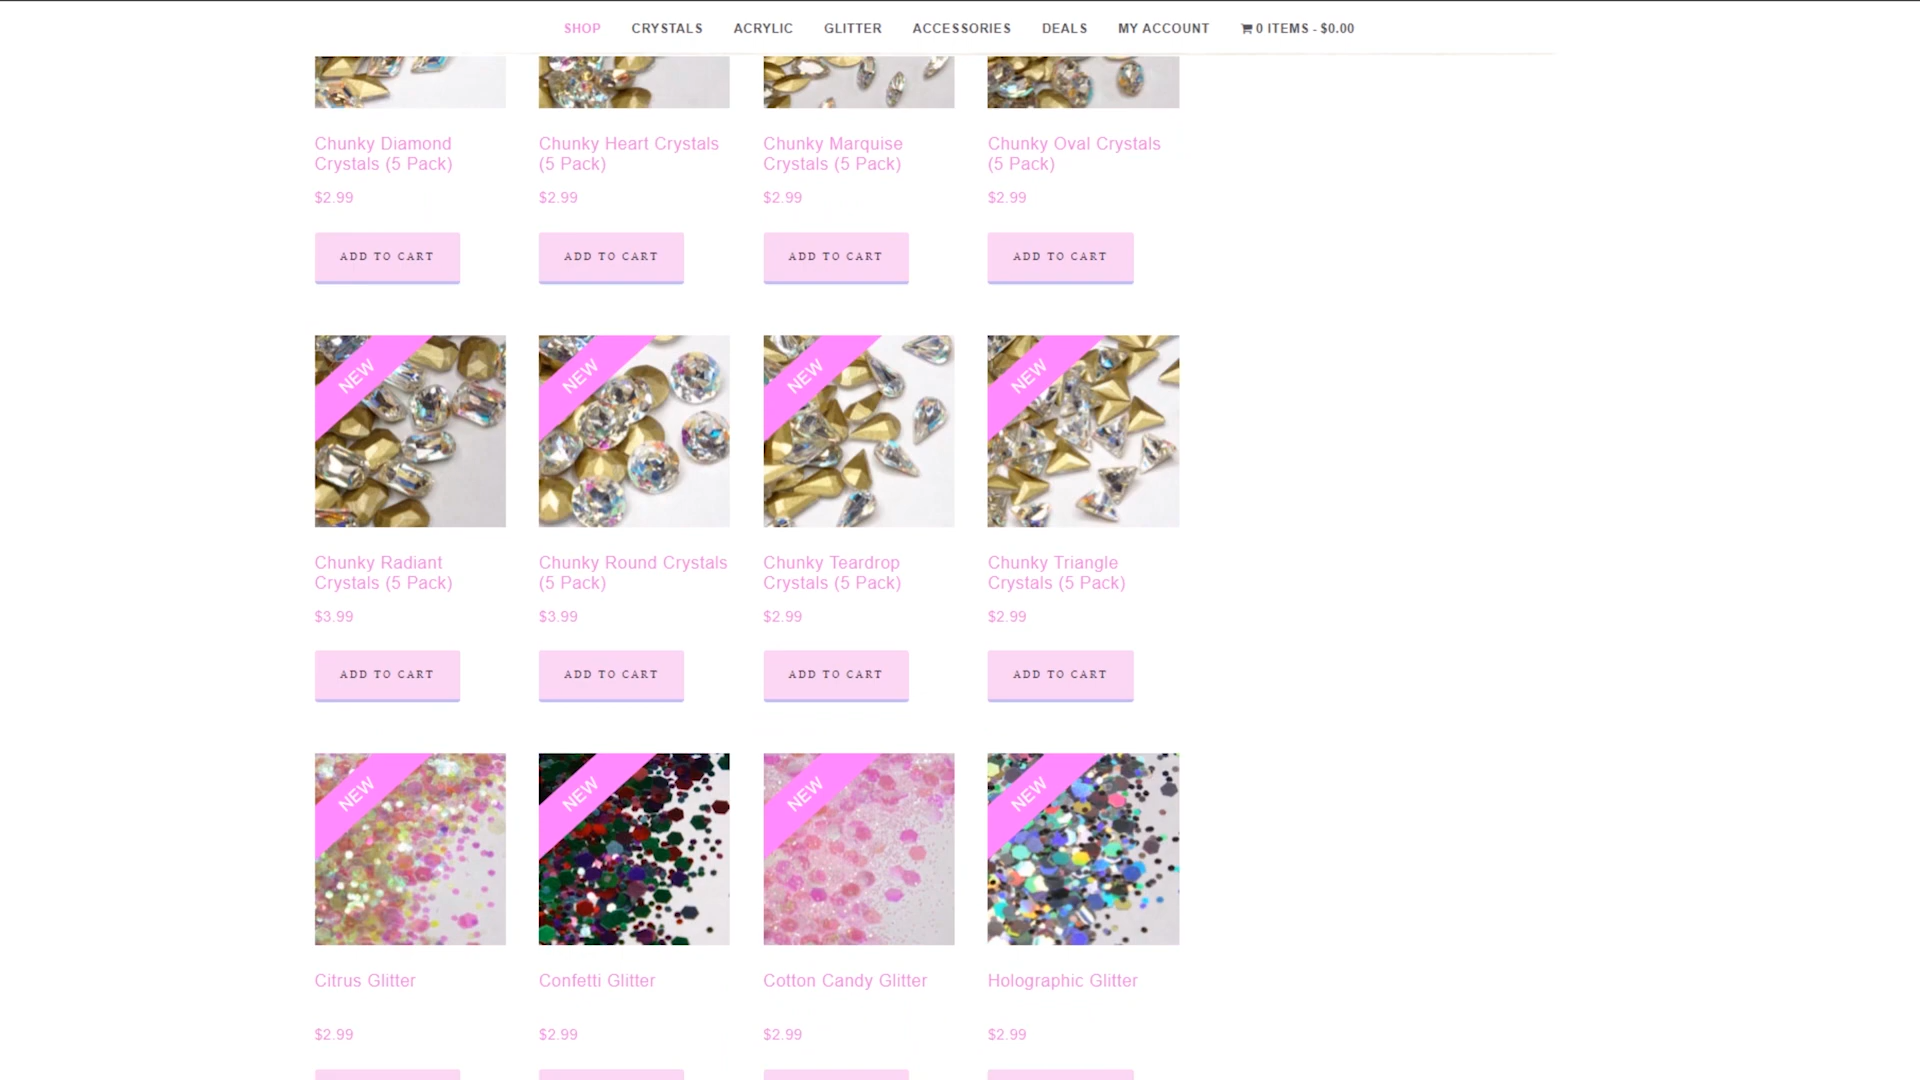 SHOP CRYSTALS ACRYLIC GLITTER ACCESSORIES DEALS MY ACCOUNT 0 ITEMS - $0.00
Chunky Diamond
Crystals (5 Pack)
$2.99
ADD TO CART
Chunky Heart Crystals
(5 Pack)
$2.99
ADD TO CART
Chunky Marquise
Crystals (5 Pack)
$2.99
ADD TO CART
Chunky Oval Crystals
(5 Pack)
$2.99
ADD TO CART
NEW
Chunky Radiant
Crystals (5 Pack)
$3.99
ADD TO CART
NEW
Chunky Round Crystals
(5 Pack)
$3.99
ADD TO CART
NEW
Chunky Teardrop
Crystals (5 Pack)
$2.99
ADD TO CART
NEW
Chunky Triangle
Crystals (5 Pack)
$2.99
ADD TO CART
NEW
Citrus Glitter
$2.99
NEW
Confetti Glitter
$2.99
NEW
Cotton Candy Glitter
$2.99
NEW
Holographic Glitter
$2.99